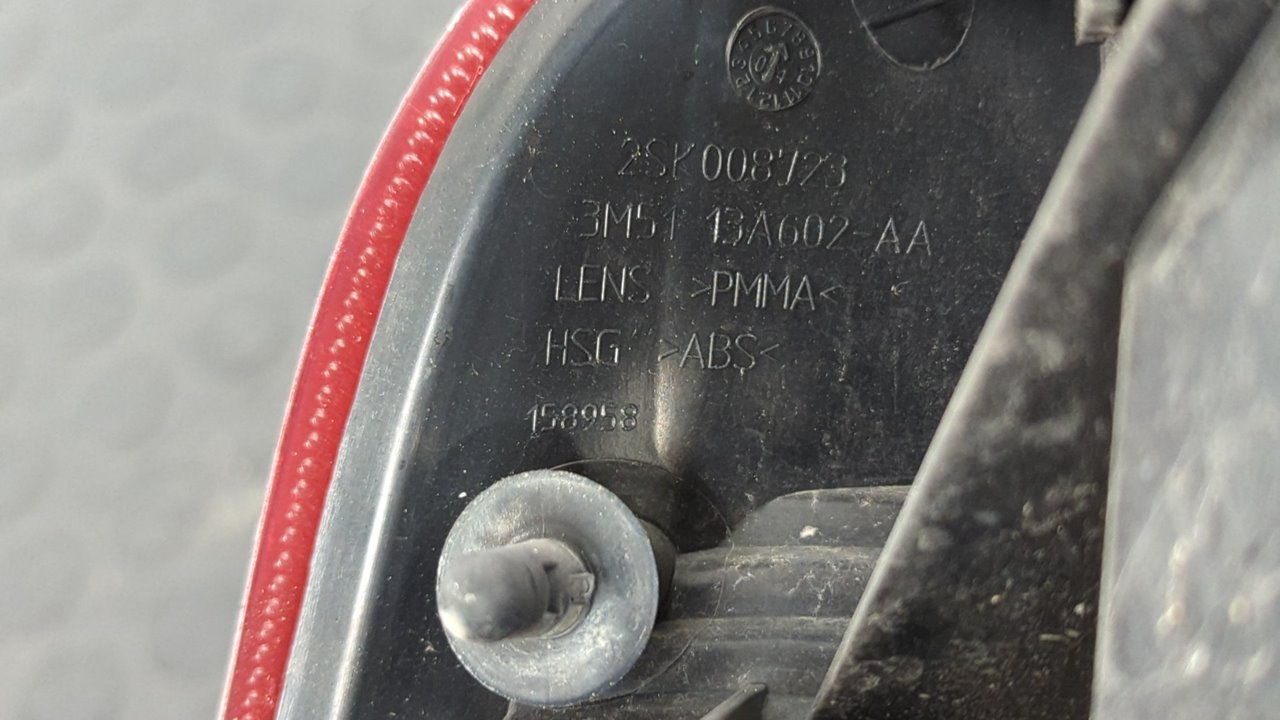 2SK 008723
3M51 13A602-AA
LENS >PMMA<
HSG >ABS<
158958